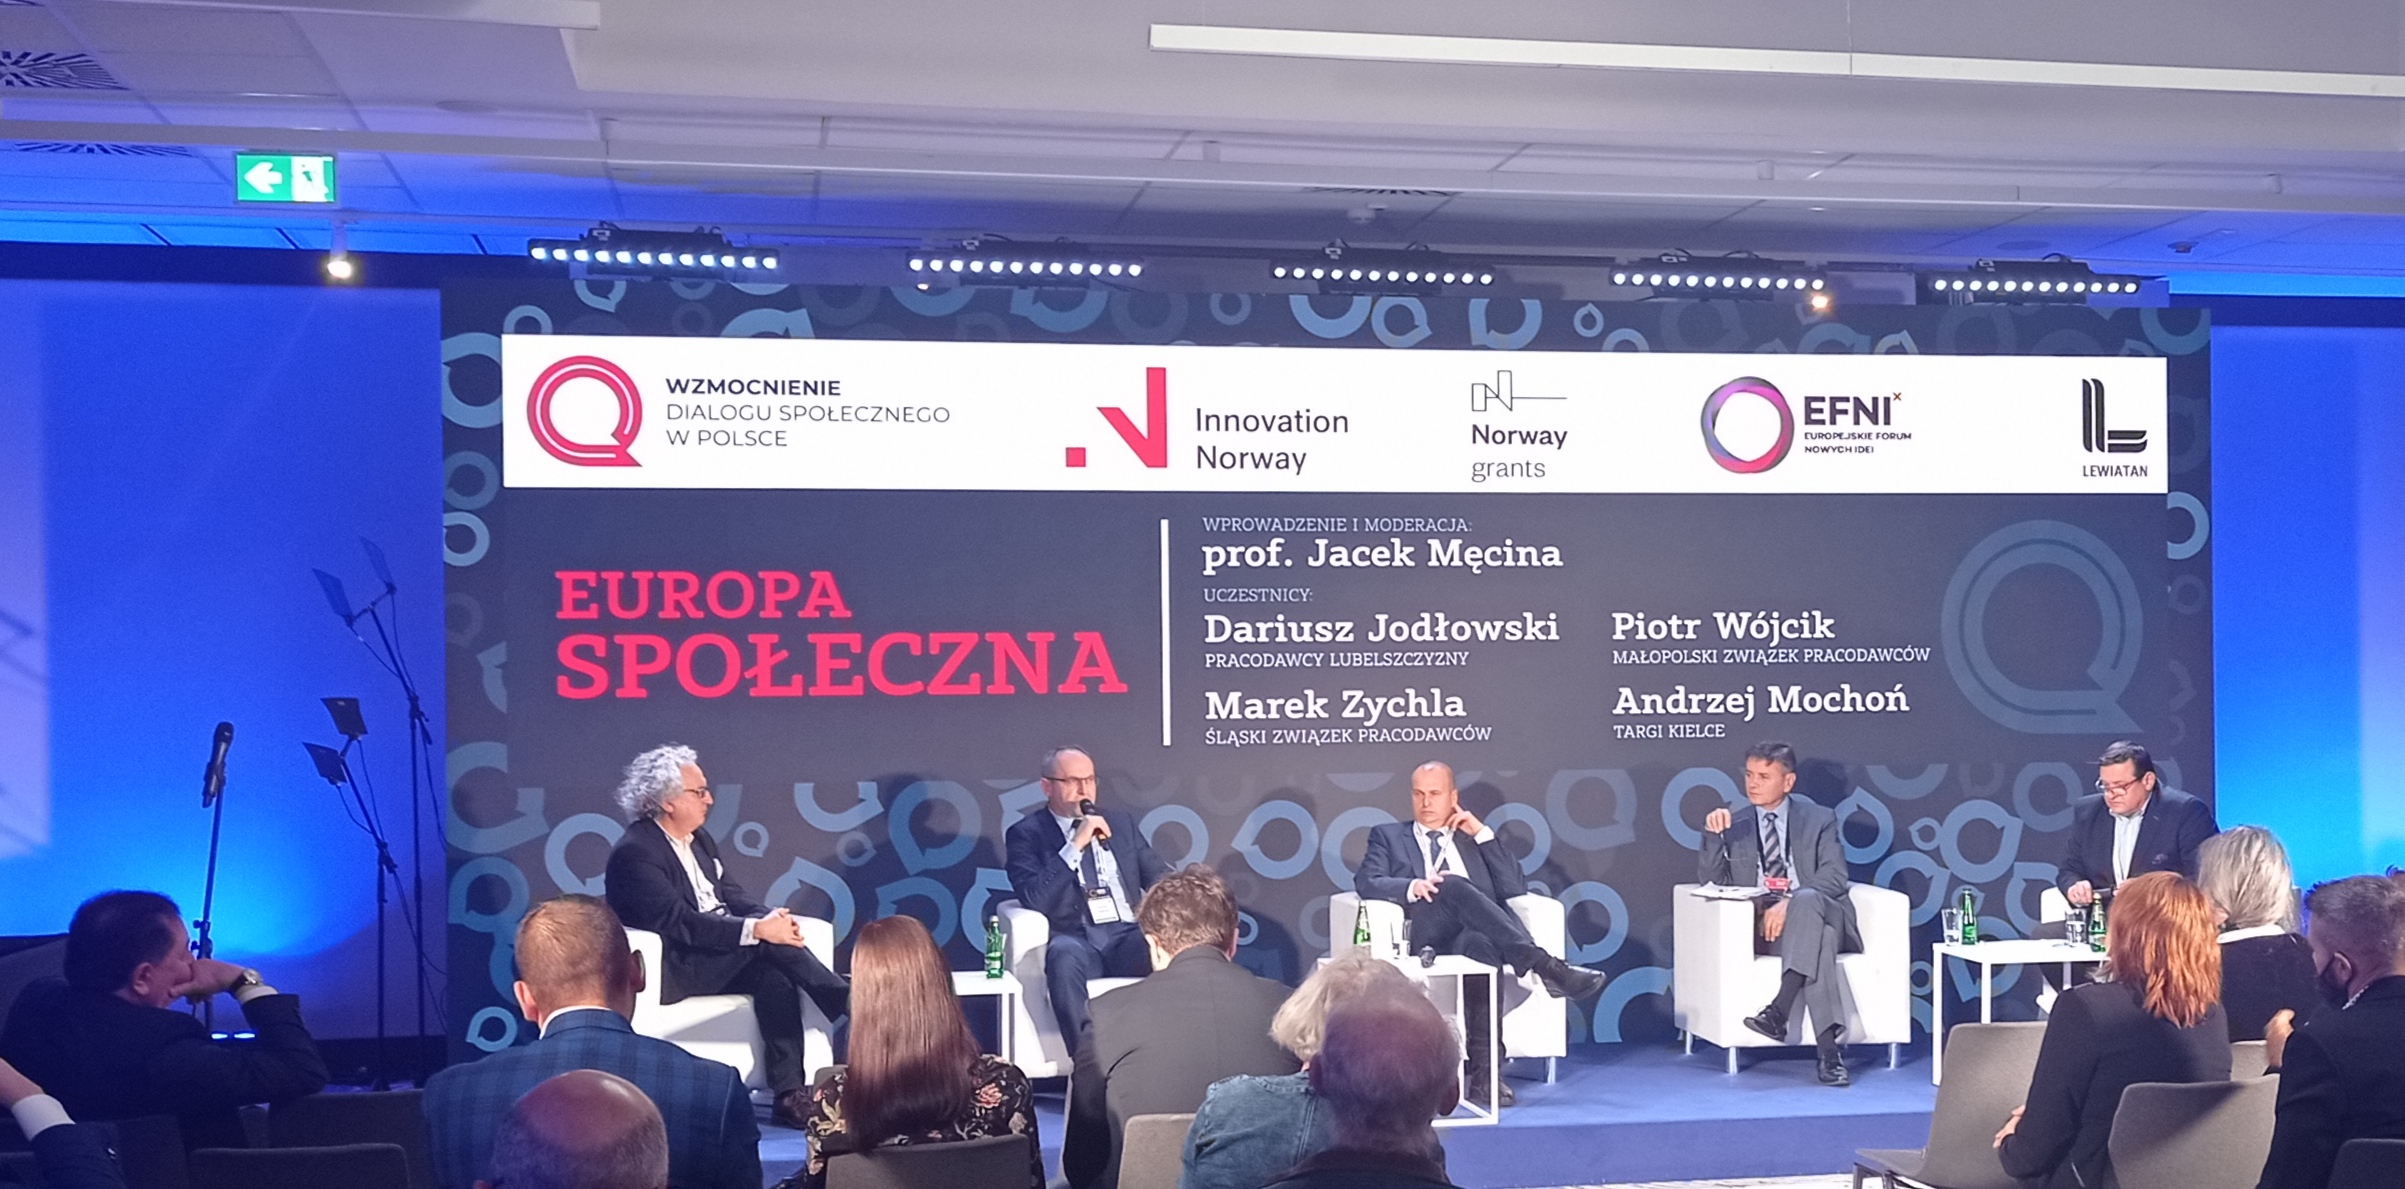 WZMOCNIENIE
DIALOGU SPOŁECZNEGO
W POLSCE
Innovation
Norway
Norway
grants
EFNI x
EUROPEJSKIE FORUM
NOWYCH IDEI
LEWIATAN
EUROPA
SPOŁECZNA
WPROWADZENIE I MODERACJA:
prof. Jacek Męcina
UCZESTNICY:
Dariusz Jodłowski
PRACODAWCY LUBELSZCZYZNY
Marek Zychla
ŚLĄSKI ZWIĄZEK PRACODAWCÓW
Piotr Wójcik
MAŁOPOLSKI ZWIĄZEK PRACODAWCÓW
Andrzej Mochoń
TARGI KIELCE